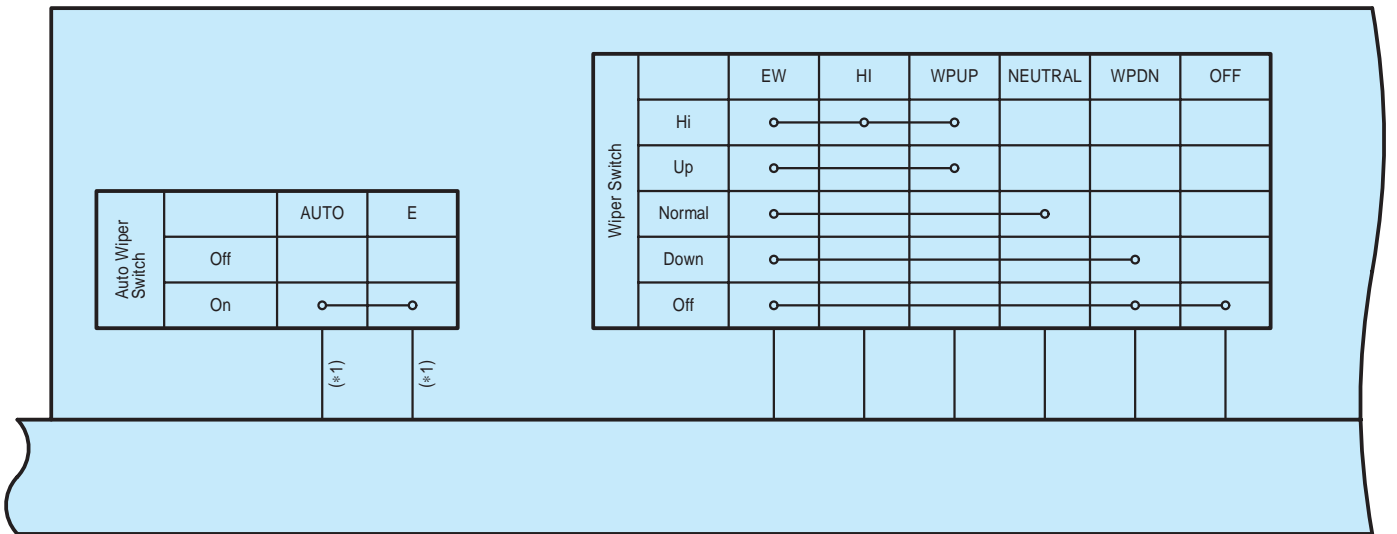 Auto Wiper
Switch
AUTO E
Off
On
(*1) (*1)
Wiper Switch
EW HI WPUP NEUTRAL WPDN OFF
Hi
Up
Normal
Down
Off